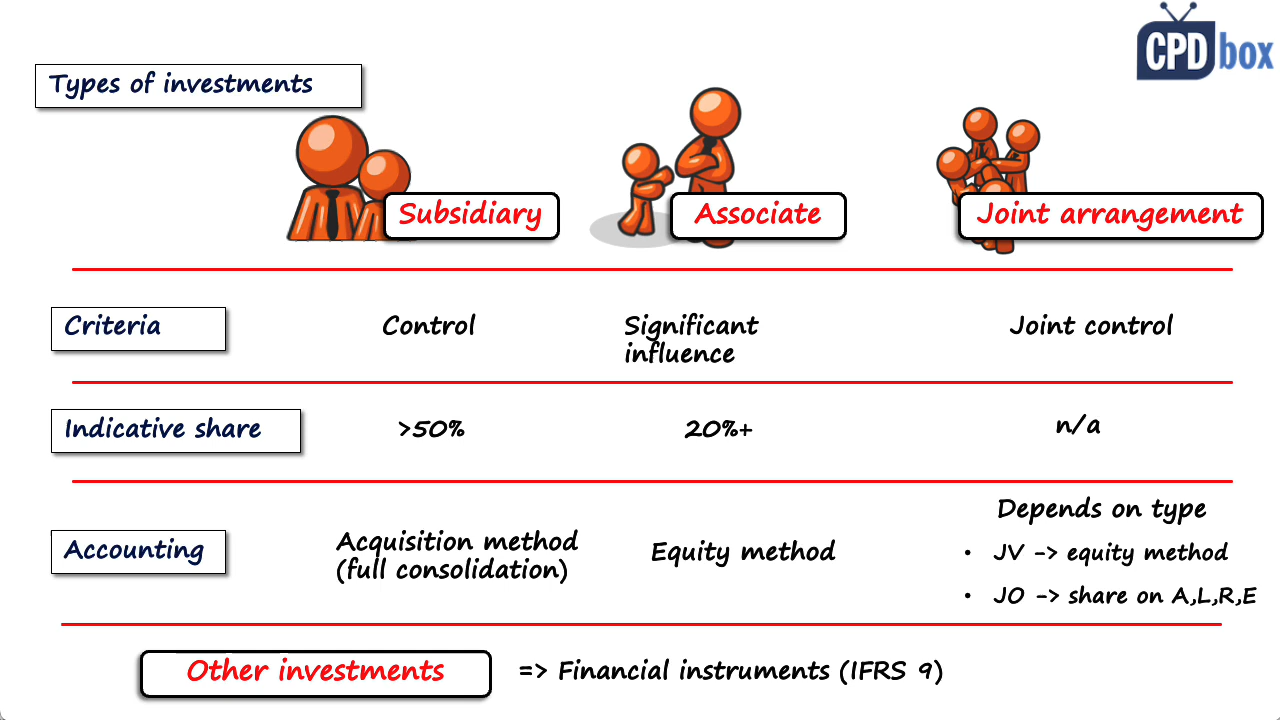 CPD box
Types of investments
Subsidiary
Associate
Joint arrangement
Criteria
Control
Significant
influence
Joint control
Indicative share
>50%
20%+
n/a
Accounting
Acquisition method
(full consolidation)
Equity method
Depends on type
• JV -> equity method
• JO -> share on A,L,R,E
Other investments
=> Financial instruments (IFRS 9)